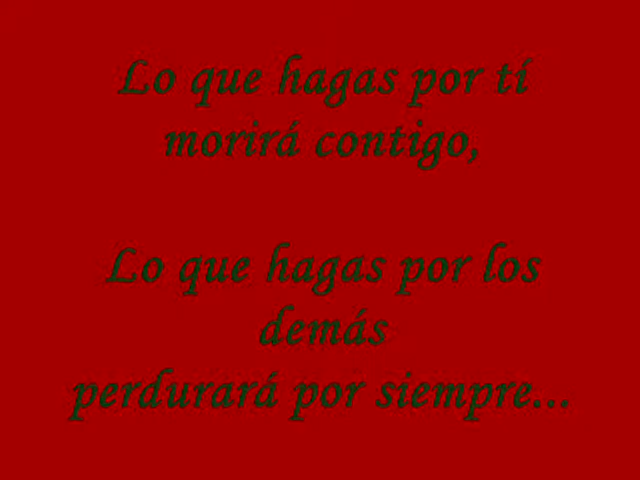 Lo que hagas por tí
morirá contigo,
Lo que hagas por los
demás
perdurará por siempre...